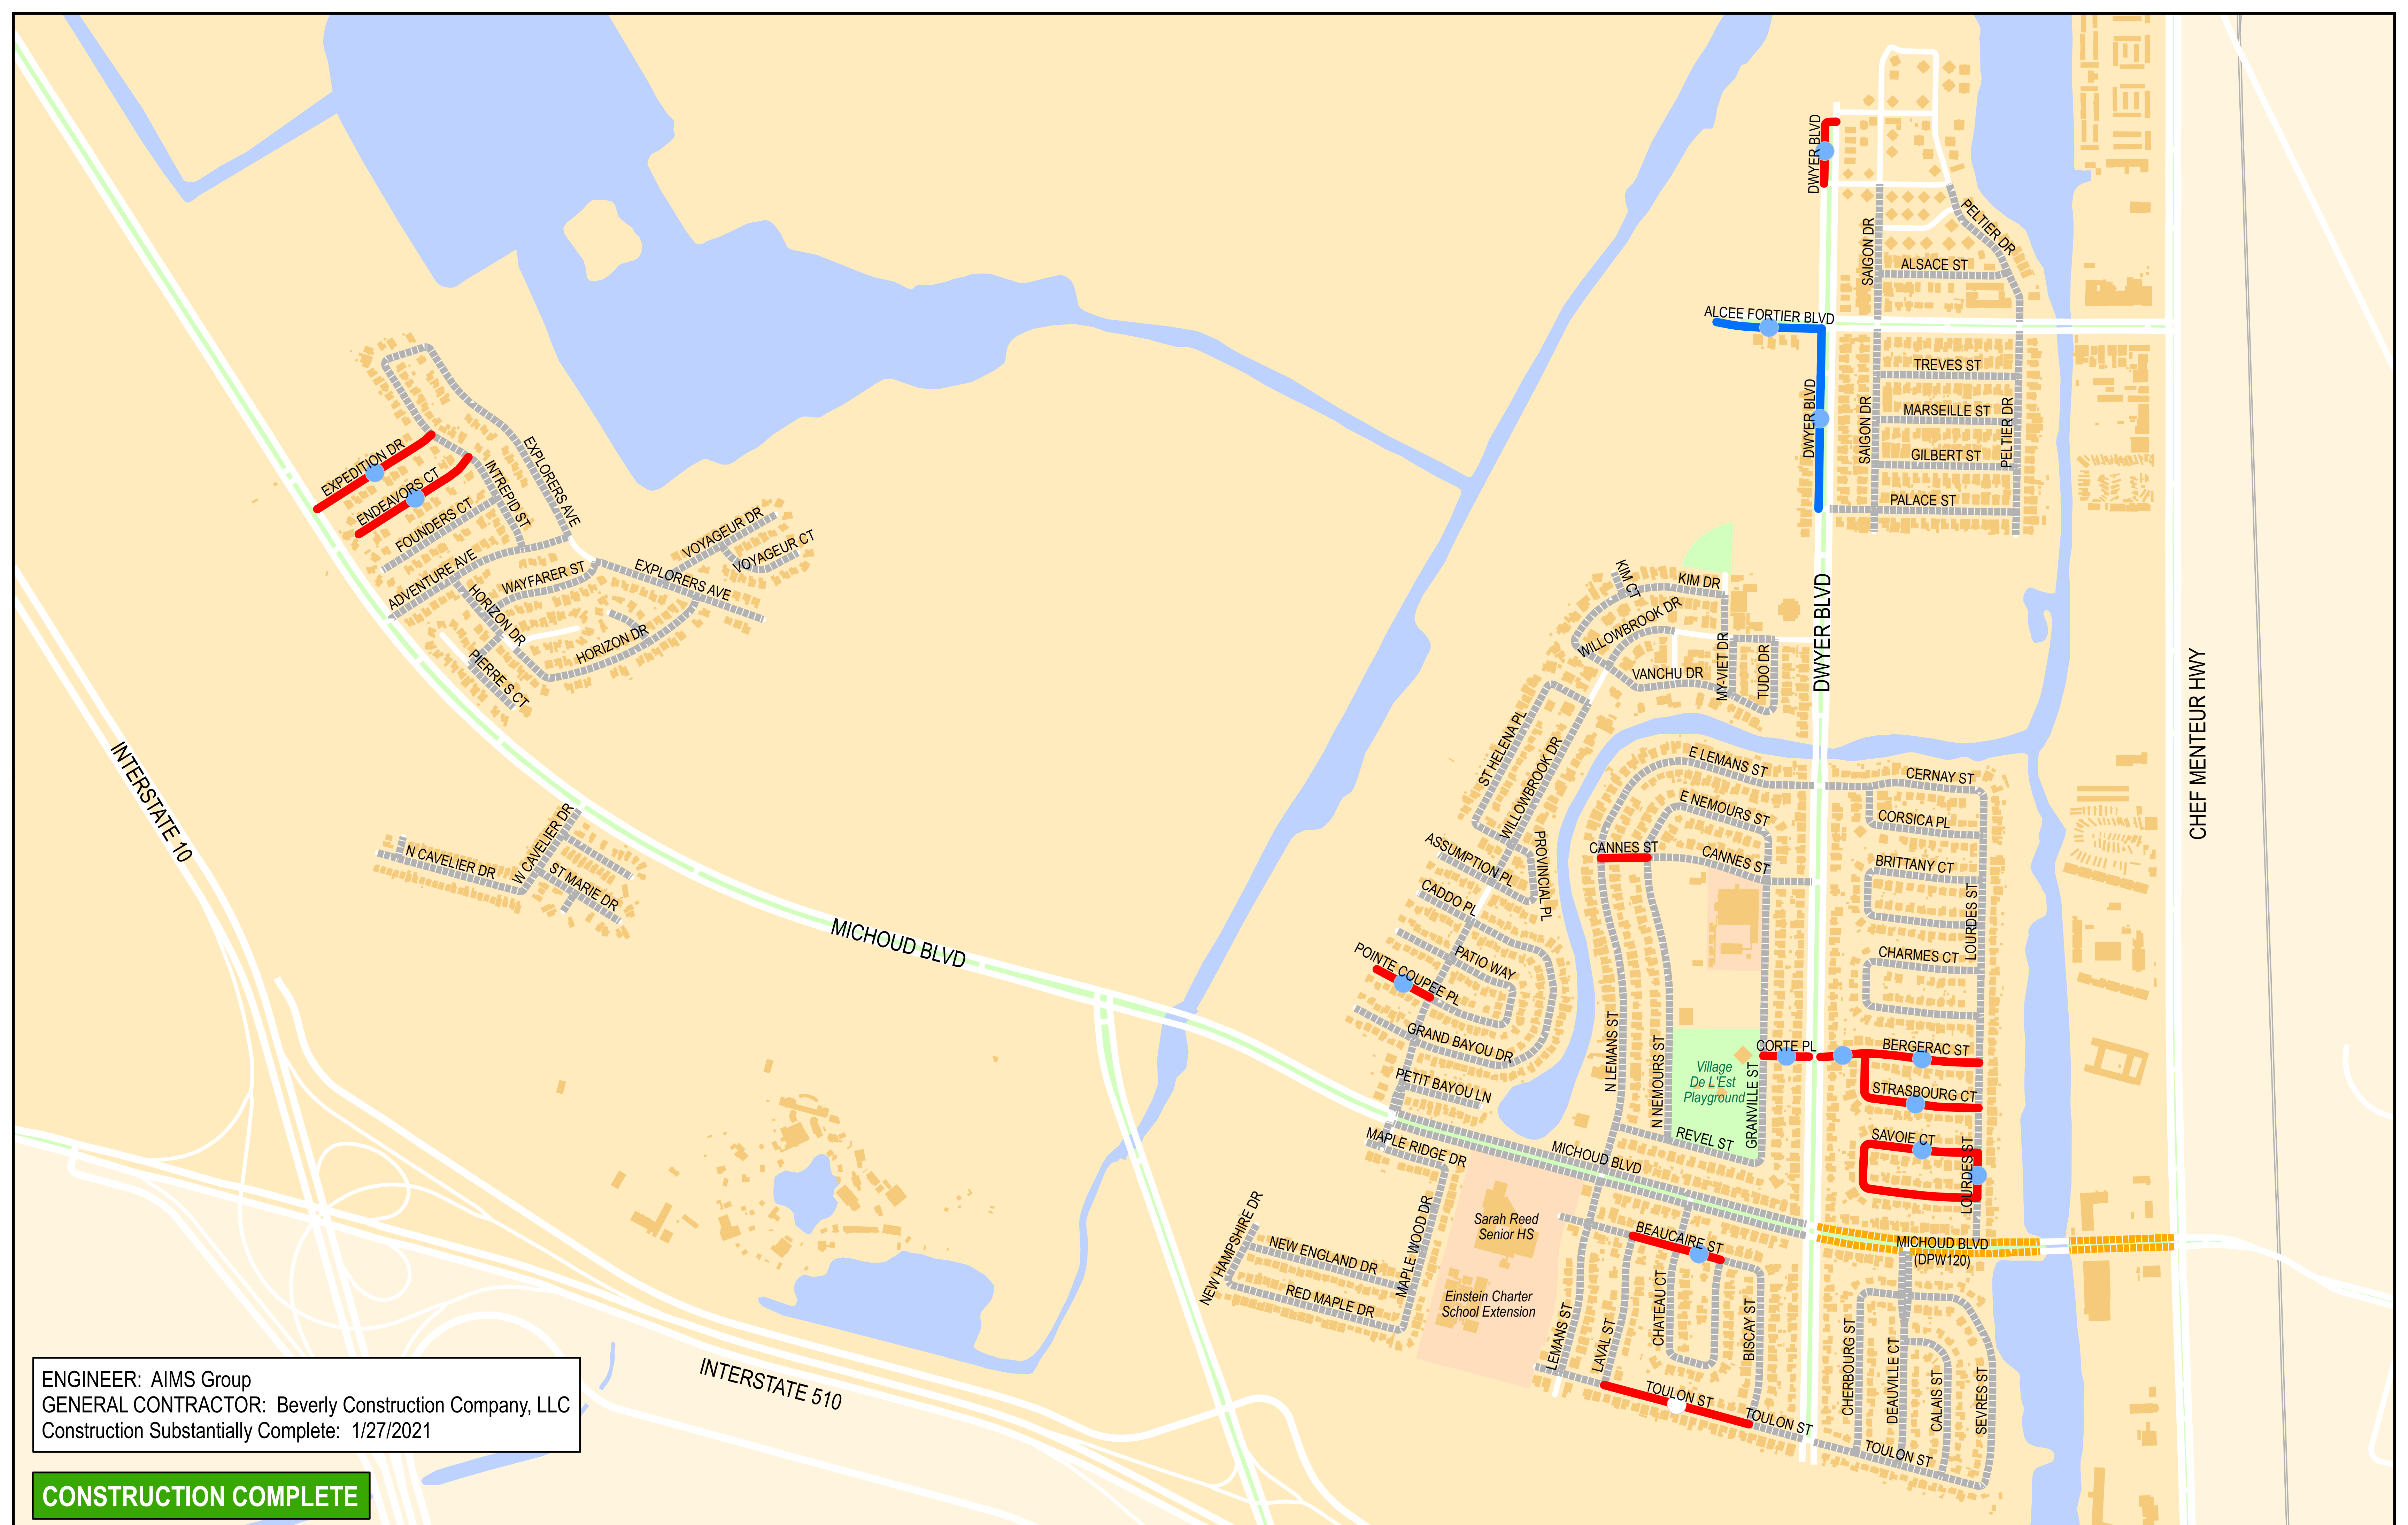 DWYER BLVD
PELTIER DR
SAIGON DR
ALSACE ST
ALCEE FORTIER BLVD
TREVES ST
DWYER BLVD
SAIGON DR
MARSEILLE ST
PELTIER DR
GILBERT ST
PALACE ST
EXPEDITION DR
ENDEAVORS CT
FOUNDERS CT
INTREPID ST
EXPLORERS AVE
ADVENTURE AVE
WAYFARER ST
EXPLORERS AVE
VOYAGEUR DR
VOYAGEUR CT
HORIZON DR
HORIZON DR
PIERRE S CT
KIM CT
KIM DR
WILLOWBROOK DR
VANCHU DR
MY-VIET DR
TUDO DR
DWYER BLVD
CHEF MENTEUR HWY
INTERSTATE 10
ST HELENA PL
WILLOWBROOK DR
E LEMANS ST
CERNAY ST
E NEMOURS ST
CORSICA PL
N CAVELIER DR
W CAVELIER DR
ST MARIE DR
ASSUMPTION PL
PROVINCIAL PL
CANNES ST
CANNES ST
BRITTANY CT
CADDO PL
LOURDES ST
MICHOUD BLVD
POINTE COUPEE PL
PATIO WAY
CHARMES CT
GRAND BAYOU DR
N LEMANS ST
N NEMOURS ST
CORTE PL
BERGERAC ST
Village
De L'Est
Playground
GRANVILLE ST
PETIT BAYOU LN
STRASBOURG CT
REVEL ST
SAVOIE CT
LOURDES ST
MAPLE RIDGE DR
MICHOUD BLVD
NEW HAMPSHIRE DR
NEW ENGLAND DR
MAPLE WOOD DR
RED MAPLE DR
Sarah Reed
Senior HS
BEAUCAIRE ST
MICHOUD BLVD
(DPW120)
Einstein Charter
School Extension
CHATEAU CT
LEMANS ST
LAVAL ST
BISCAY ST
CHERBOURG ST
DEAUVILLE CT
CALAIS ST
SEVRES ST
TOULON ST
TOULON ST
TOULON ST
INTERSTATE 510
ENGINEER: AIMS Group
GENERAL CONTRACTOR: Beverly Construction Company, LLC
Construction Substantially Complete: 1/27/2021
CONSTRUCTION COMPLETE